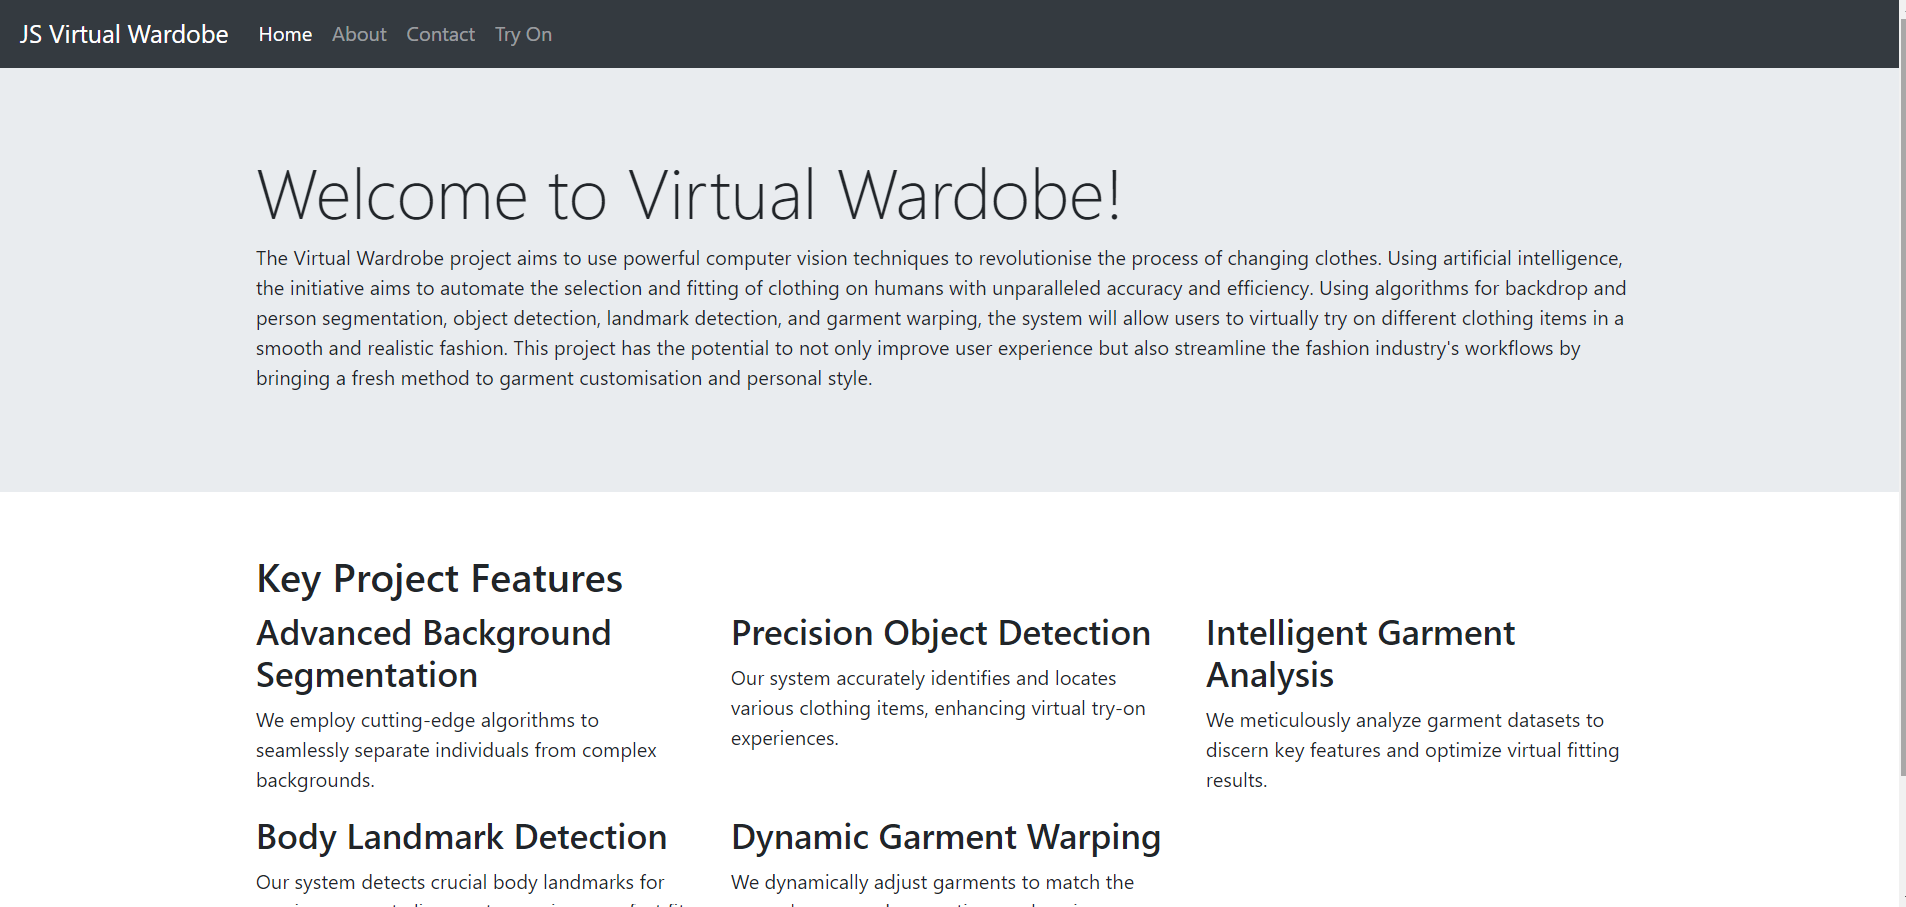 JS Virtual Wardobe Home About Contact Try On
Welcome to Virtual Wardobe!
The Virtual Wardrobe project aims to use powerful computer vision techniques to revolutionise the process of changing clothes. Using artificial intelligence,
the initiative aims to automate the selection and fitting of clothing on humans with unparalleled accuracy and efficiency. Using algorithms for backdrop and
person segmentation, object detection, landmark detection, and garment warping, the system will allow users to virtually try on different clothing items in a
smooth and realistic fashion. This project has the potential to not only improve user experience but also streamline the fashion industry's workflows by
bringing a fresh method to garment customisation and personal style.
Key Project Features
Advanced Background
Segmentation
We employ cutting-edge algorithms to
seamlessly separate individuals from complex
backgrounds.
Precision Object Detection
Our system accurately identifies and locates
various clothing items, enhancing virtual try-on
experiences.
Intelligent Garment
Analysis
We meticulously analyze garment datasets to
discern key features and optimize virtual fitting
results.
Body Landmark Detection
Our system detects crucial body landmarks for
Dynamic Garment Warping
We dynamically adjust garments to match the